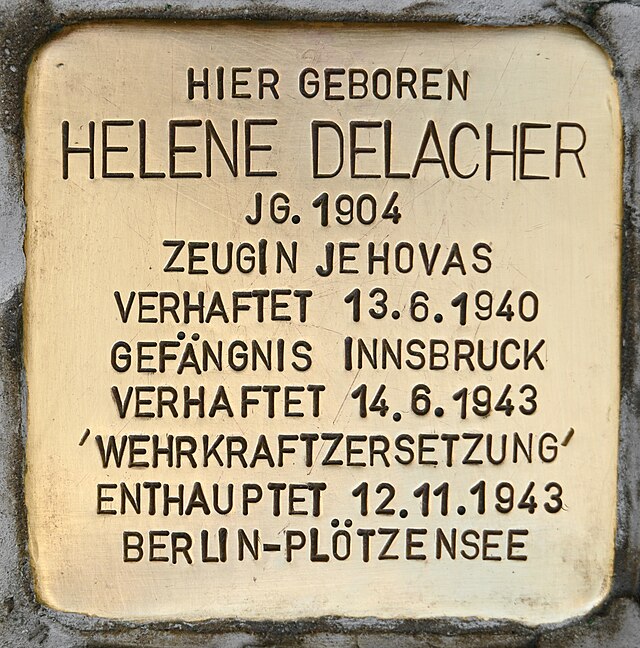 HIER GEBOREN
HELENE DELACHER
JG. 1904
ZEUGIN JEHOVAS
VERHAFTET 13.6.1940
GEFÄNGNIS INNSBRUCK
VERHAFTET 14.6.1943
'WEHRKRAFTZERSETZUNG'
ENTHAUPTET 12.11.1943
BERLIN-PLÖTZENSEE